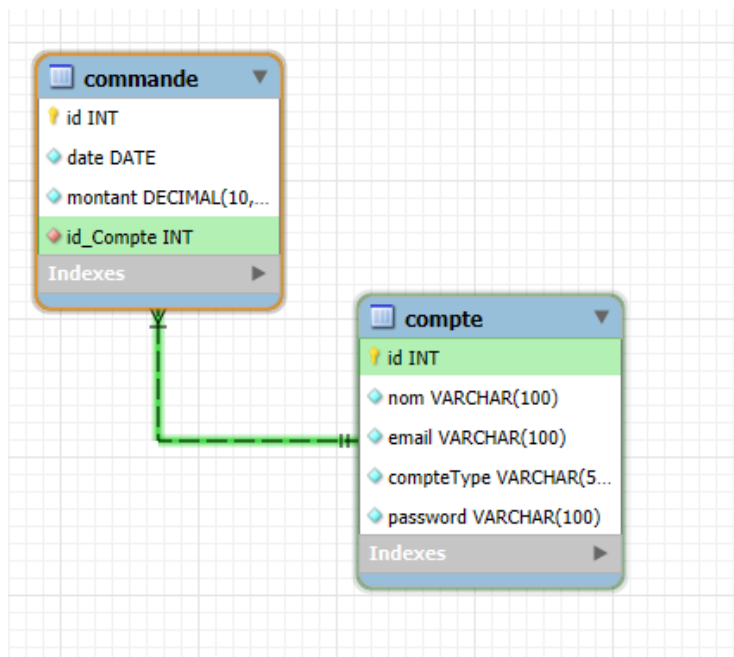 commande
id INT
date DATE
montant DECIMAL(10,...
id_Compte INT
Indexes
compte
id INT
nom VARCHAR(100)
email VARCHAR(100)
compteType VARCHAR(5...
password VARCHAR(100)
Indexes